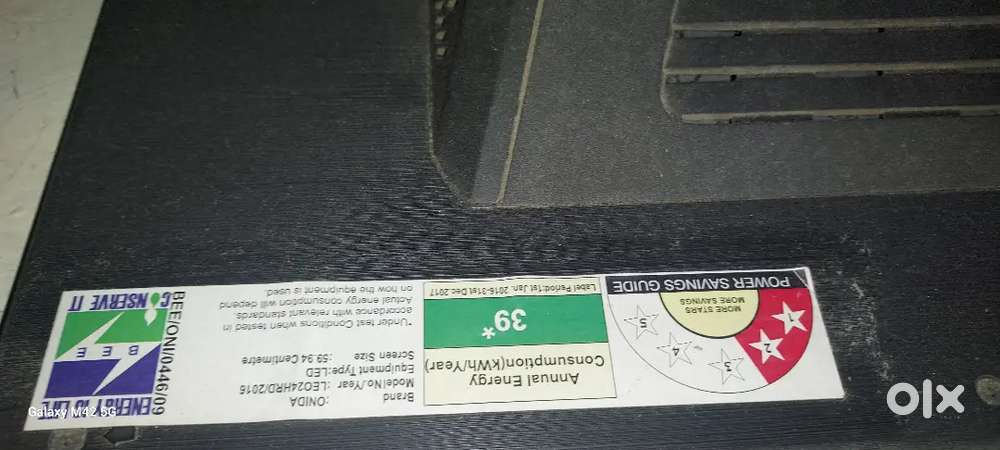 POWER SAVINGS GUIDE
MORE STARS
MORE SAVINGS
1
2
3
4
5
Annual Energy
Consumption(kWh/Year)
39*
Label Period:1st Jan. 2016-31st Dec.2017
Brand :ONIDA
Model No./Year :LEO24HRD/2016
Equipment Type:LED
Screen Size :59.94 Centimetre
*Under test Conditions when tested in
accordance with relevant standards.
Actual energy consumption will depend
on how the equipment is used.
BEE/ONI/0446/09
ENERGY IS LIFE
BEE
CONSERVE IT
Galaxy M42 5G
olx